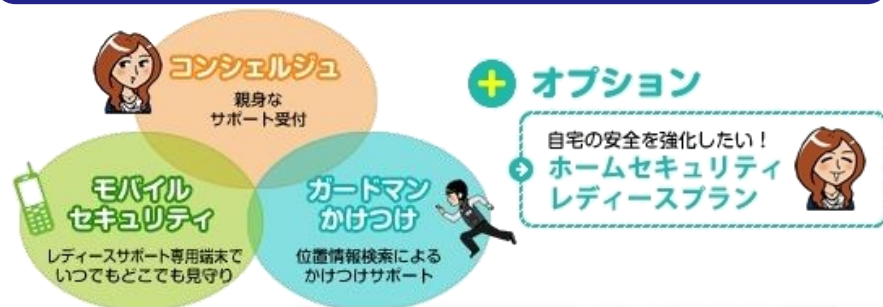 コンシェルジュ
親身な
サポート受付
モバイル
セキュリティ
レディースサポート専用端末で
いつでもどこでも見守り
ガードマン
かけつけ
位置情報検索による
かけつけサポート
+ オプション
自宅の安全を強化したい！
ホームセキュリティ
レディースプラン